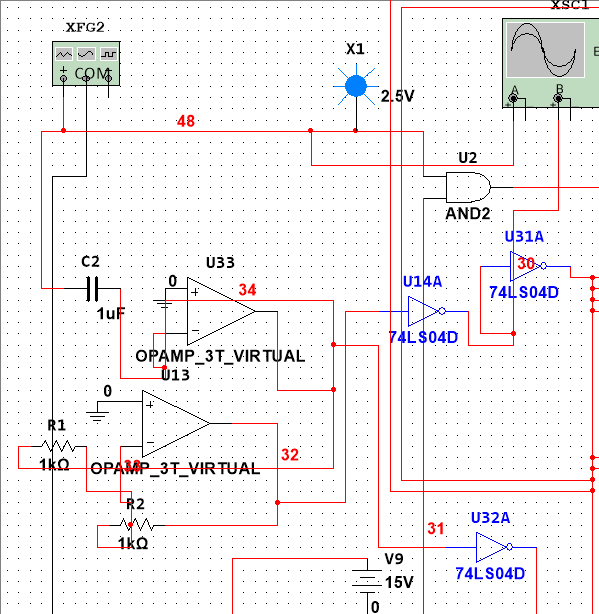 XSC1
XFG2
COM
+
X1
2.5V
A
B
E
48
U2
AND2
U31A
30
74LS04D
C2
1uF
U33
0
34
+
−
OPAMP_3T_VIRTUAL
U14A
74LS04D
U13
0
+
−
OPAMP_3T_VIRTUAL
R1
1kΩ
32
R2
1kΩ
31
U32A
74LS04D
V9
15V
0